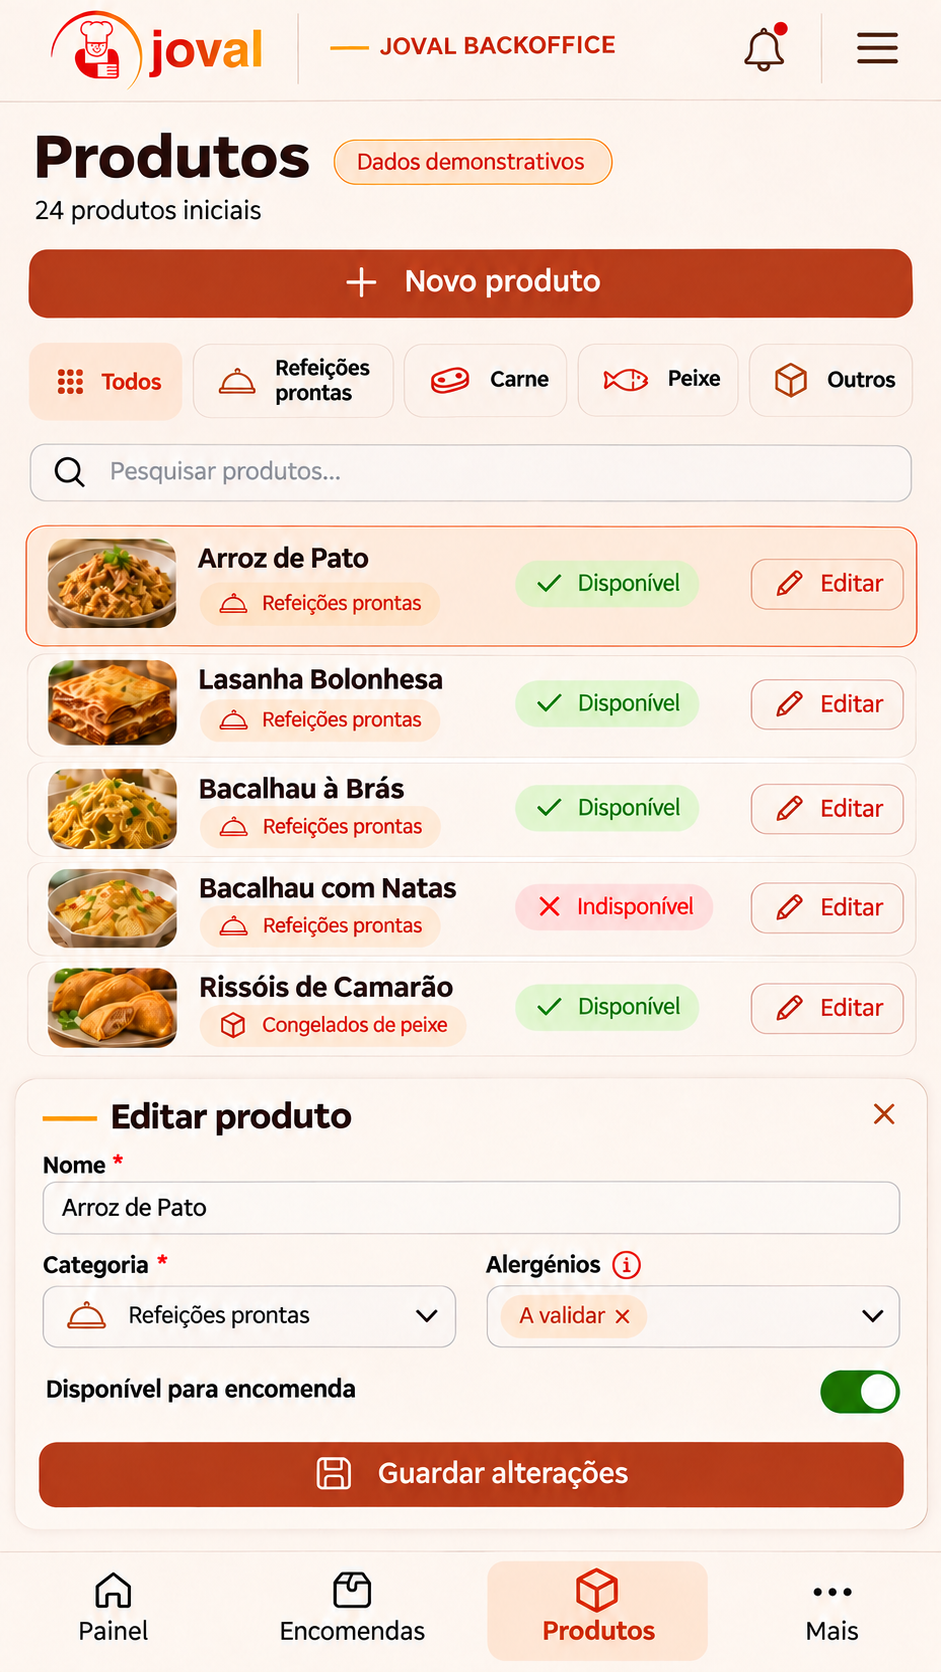 joval
JOVAL BACKOFFICE
Produtos
Dados demonstrativos
24 produtos iniciais
Novo produto
Todos
Refeições
prontas
Carne
Peixe
Outros
Pesquisar produtos...
Arroz de Pato
Refeições prontas
Disponível
Editar
Lasanha Bolonhesa
Refeições prontas
Disponível
Editar
Bacalhau à Brás
Refeições prontas
Disponível
Editar
Bacalhau com Natas
Refeições prontas
Indisponível
Editar
Rissóis de Camarão
Congelados de peixe
Disponível
Editar
Editar produto
Nome *
Arroz de Pato
Categoria *
Alergénios
Refeições prontas
A validar
Disponível para encomenda
Guardar alterações
Painel
Encomendas
Produtos
Mais